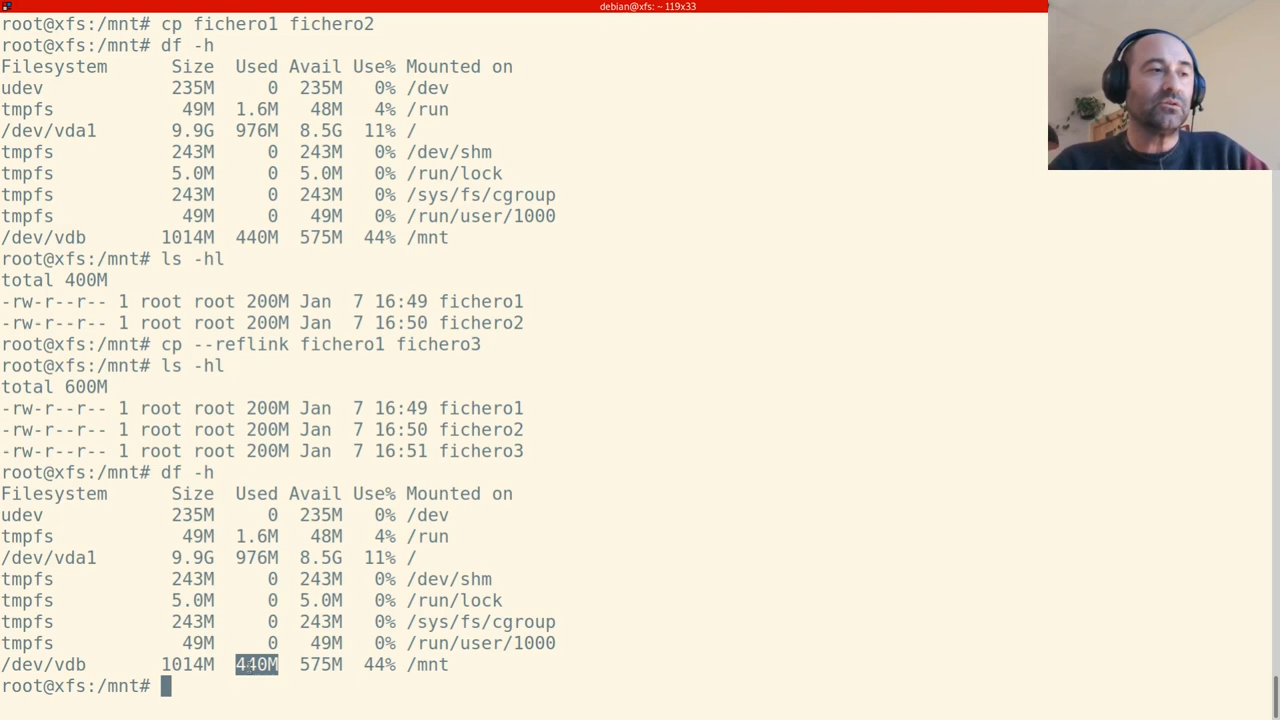 debian@xfs: ~ 119x33
root@xfs:/mnt# cp fichero1 fichero2
root@xfs:/mnt# df -h
Filesystem      Size  Used Avail Use% Mounted on
udev            235M     0  235M   0% /dev
tmpfs            49M  1.6M   48M   4% /run
/dev/vda1       9.9G  976M  8.5G  11% /
tmpfs           243M     0  243M   0% /dev/shm
tmpfs           5.0M     0  5.0M   0% /run/lock
tmpfs           243M     0  243M   0% /sys/fs/cgroup
tmpfs            49M     0   49M   0% /run/user/1000
/dev/vdb       1014M  440M  575M  44% /mnt
root@xfs:/mnt# ls -hl
total 400M
-rw-r--r-- 1 root root 200M Jan  7 16:49 fichero1
-rw-r--r-- 1 root root 200M Jan  7 16:50 fichero2
root@xfs:/mnt# cp --reflink fichero1 fichero3
root@xfs:/mnt# ls -hl
total 600M
-rw-r--r-- 1 root root 200M Jan  7 16:49 fichero1
-rw-r--r-- 1 root root 200M Jan  7 16:50 fichero2
-rw-r--r-- 1 root root 200M Jan  7 16:51 fichero3
root@xfs:/mnt# df -h
Filesystem      Size  Used Avail Use% Mounted on
udev            235M     0  235M   0% /dev
tmpfs            49M  1.6M   48M   4% /run
/dev/vda1       9.9G  976M  8.5G  11% /
tmpfs           243M     0  243M   0% /dev/shm
tmpfs           5.0M     0  5.0M   0% /run/lock
tmpfs           243M     0  243M   0% /sys/fs/cgroup
tmpfs            49M     0   49M   0% /run/user/1000
/dev/vdb       1014M  440M  575M  44% /mnt
root@xfs:/mnt#